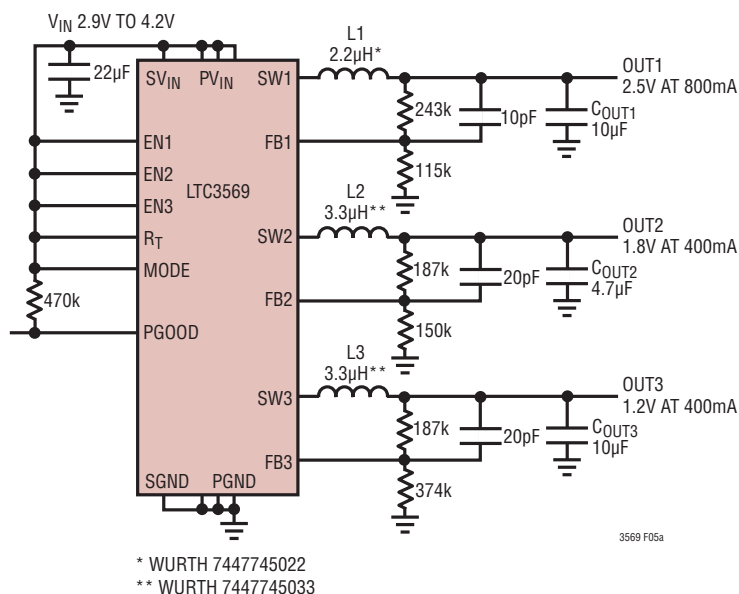 VIN 2.9V TO 4.2V
22µF
SVIN PVIN SW1
L1
2.2µH*
OUT1
2.5V AT 800mA
243k
10pF
COUT1
10µF
EN1
FB1
115k
EN2
LTC3569
EN3
L2
3.3µH**
RT
SW2
OUT2
1.8V AT 400mA
MODE
187k
20pF
COUT2
4.7µF
470k
FB2
150k
PGOOD
L3
3.3µH**
SW3
OUT3
1.2V AT 400mA
187k
20pF
COUT3
10µF
FB3
SGND PGND
374k
3569 F05a
* WURTH 7447745022
** WURTH 7447745033